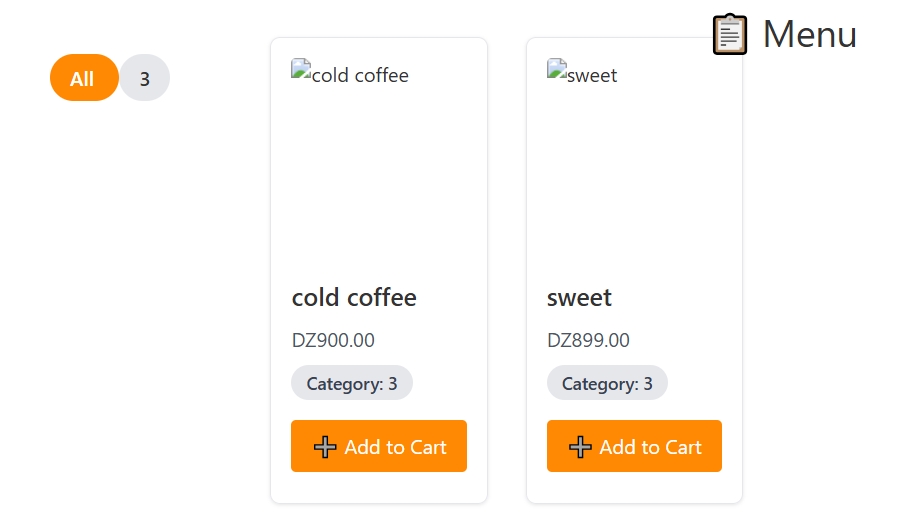 Menu
All
3
cold coffee
sweet
cold coffee
DZ900.00
Category: 3
Add to Cart
sweet
DZ899.00
Category: 3
Add to Cart